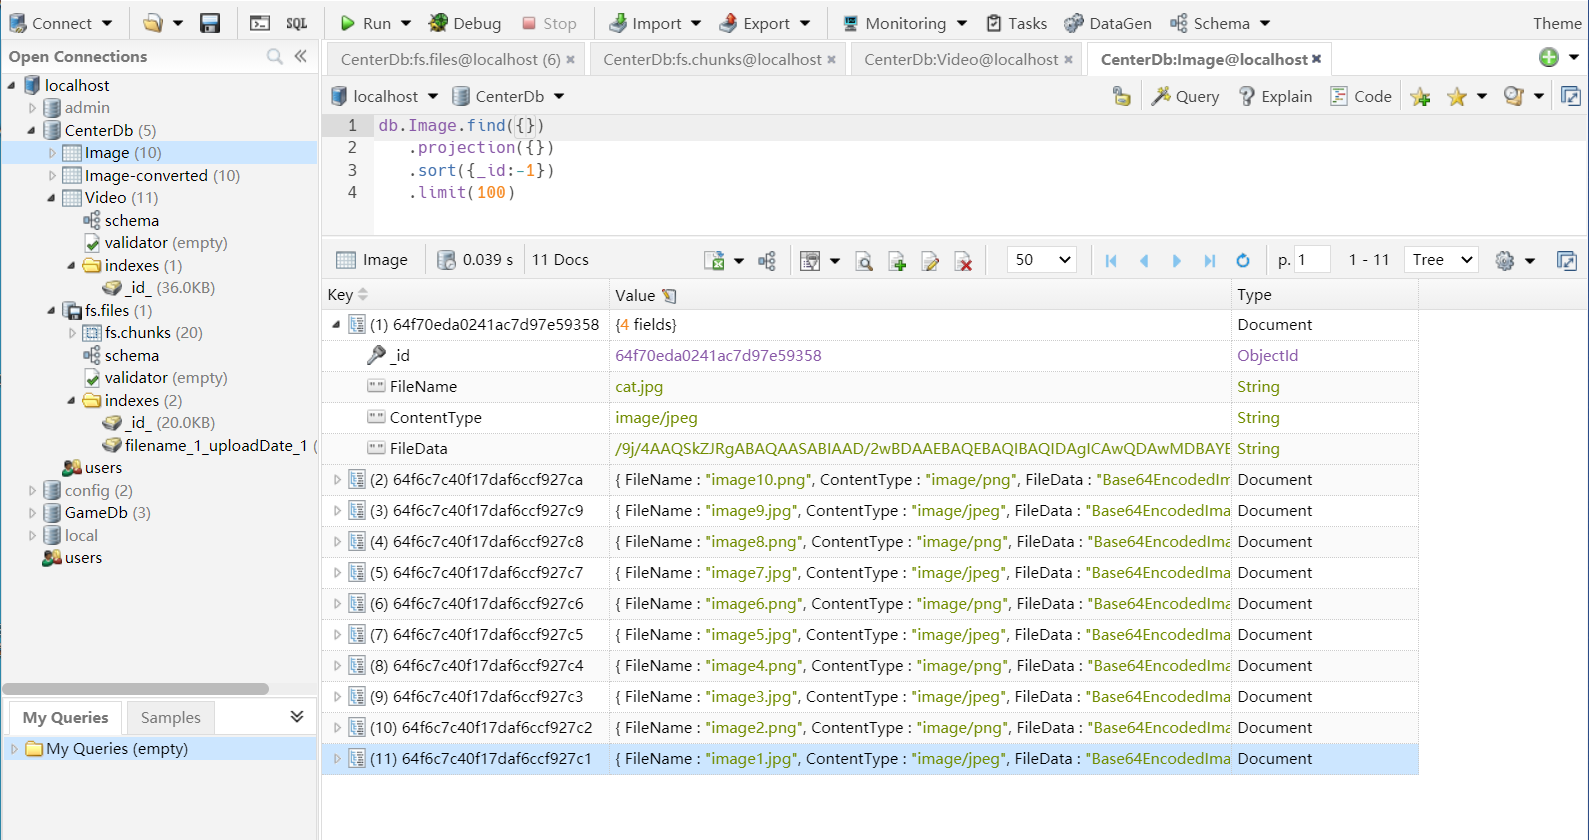 Connect SQL Run Debug Stop Import Export Monitoring Tasks DataGen Schema Theme
Open Connections
localhost
admin
CenterDb (5)
Image (10)
Image-converted (10)
Video (11)
schema
validator (empty)
indexes (1)
_id_ (36.0KB)
fs.files (1)
fs.chunks (20)
schema
validator (empty)
indexes (2)
_id_ (20.0KB)
filename_1_uploadDate_1 (
users
config (2)
GameDb (3)
local
users
My Queries Samples
My Queries (empty)
CenterDb:fs.files@localhost (6) CenterDb:fs.chunks@localhost CenterDb:Video@localhost CenterDb:Image@localhost
localhost CenterDb Query Explain Code
1 db.Image.find({})
2 .projection({})
3 .sort({_id:-1})
4 .limit(100)
Image 0.039 s 11 Docs 50 p. 1 1 - 11 Tree
Key Value Type
(1) 64f70eda0241ac7d97e59358 {4 fields} Document
_id 64f70eda0241ac7d97e59358 ObjectId
FileName cat.jpg String
ContentType image/jpeg String
FileData /9j/4AAQSkZJRgABAQAASABIAAD/2wBDAAEBAQEBAQIBAQIDAgICAwQDAwMDBAYE String
(2) 64f6c7c40f17daf6ccf927ca { FileName : "image10.png", ContentType : "image/png", FileData : "Base64EncodedIm Document
(3) 64f6c7c40f17daf6ccf927c9 { FileName : "image9.jpg", ContentType : "image/jpeg", FileData : "Base64EncodedIma Document
(4) 64f6c7c40f17daf6ccf927c8 { FileName : "image8.png", ContentType : "image/png", FileData : "Base64EncodedIma Document
(5) 64f6c7c40f17daf6ccf927c7 { FileName : "image7.jpg", ContentType : "image/jpeg", FileData : "Base64EncodedIma Document
(6) 64f6c7c40f17daf6ccf927c6 { FileName : "image6.png", ContentType : "image/png", FileData : "Base64EncodedIma Document
(7) 64f6c7c40f17daf6ccf927c5 { FileName : "image5.jpg", ContentType : "image/jpeg", FileData : "Base64EncodedIma Document
(8) 64f6c7c40f17daf6ccf927c4 { FileName : "image4.png", ContentType : "image/png", FileData : "Base64EncodedIma Document
(9) 64f6c7c40f17daf6ccf927c3 { FileName : "image3.jpg", ContentType : "image/jpeg", FileData : "Base64EncodedIma Document
(10) 64f6c7c40f17daf6ccf927c2 { FileName : "image2.png", ContentType : "image/png", FileData : "Base64EncodedIma Document
(11) 64f6c7c40f17daf6ccf927c1 { FileName : "image1.jpg", ContentType : "image/jpeg", FileData : "Base64EncodedIma Document